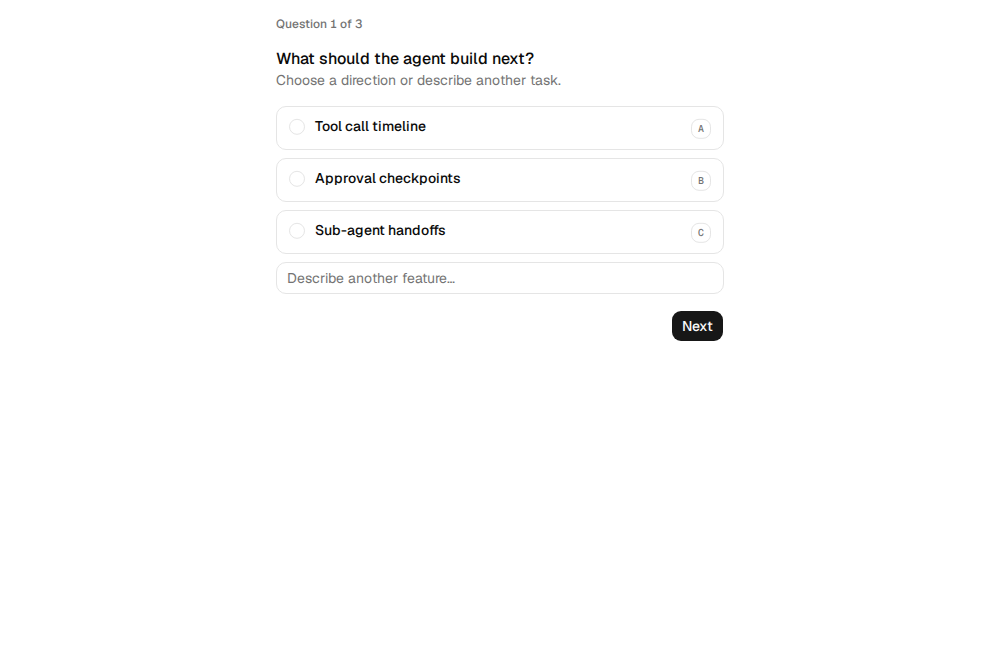 Question 1 of 3
What should the agent build next?
Choose a direction or describe another task.
Tool call timeline A
Approval checkpoints B
Sub-agent handoffs C
Describe another feature…
Next